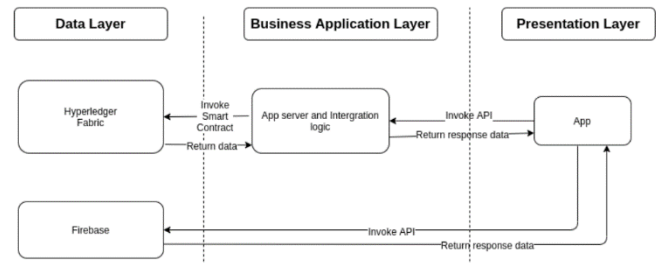 Data Layer
Business Application Layer
Presentation Layer
Hyperledger
Fabric
Invoke
Smart
Contract
Return data
App server and Intergration
logic
Invoke API
Return response data
App
Firebase
Invoke API
Return response data